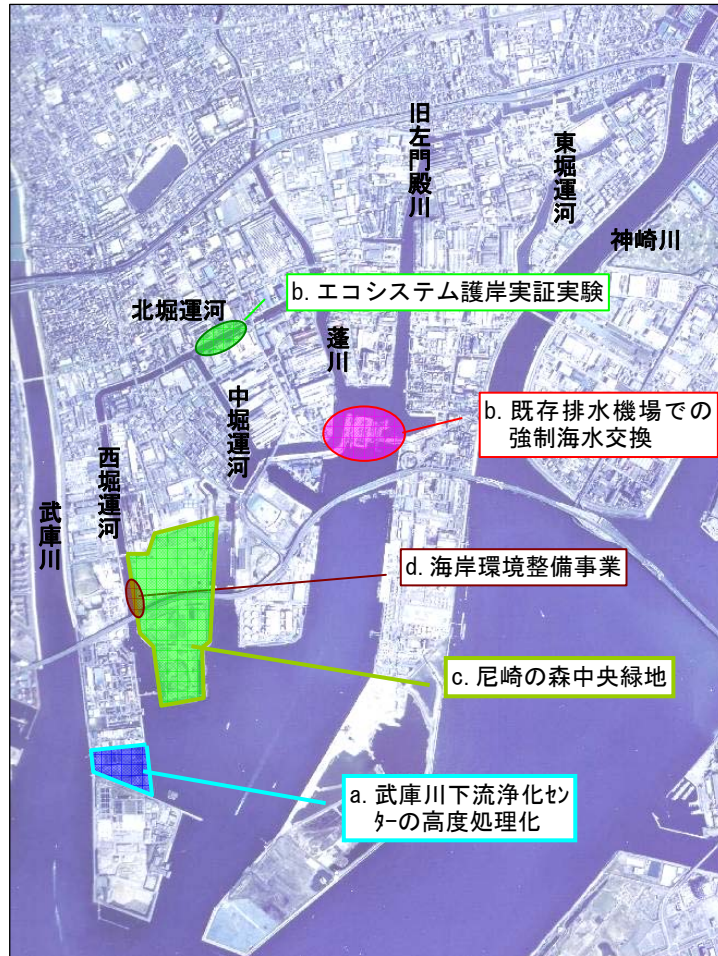 旧左門殿川
東堀運河
神崎川
b. エコシステム護岸実証実験
北堀運河
蓬川
b. 既存排水機場での
強制海水交換
中堀運河
西堀運河
武庫川
d. 海岸環境整備事業
c. 尼崎の森中央緑地
a. 武庫川下流浄化ｾﾝ
ﾀｰの高度処理化